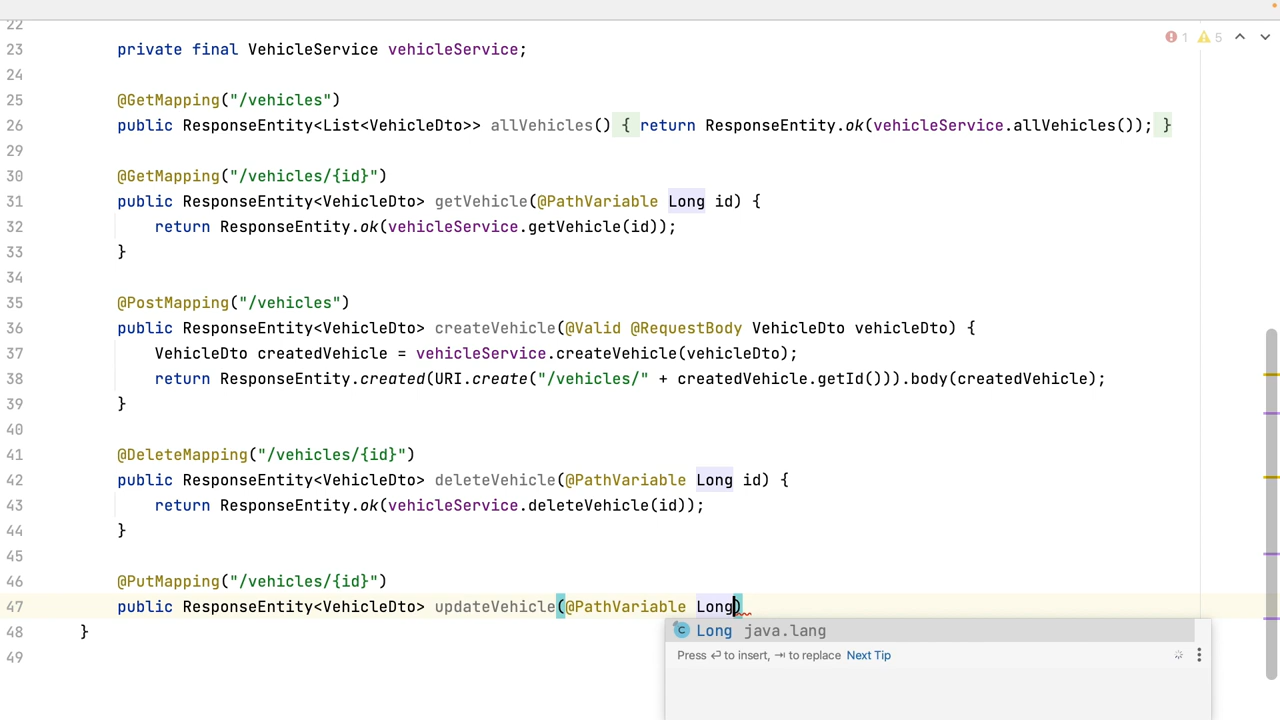 22
23 private final VehicleService vehicleService;
1 5
24
25 @GetMapping("/vehicles")
26 public ResponseEntity<List<VehicleDto>> allVehicles() { return ResponseEntity.ok(vehicleService.allVehicles()); }
29
30 @GetMapping("/vehicles/{id}")
31 public ResponseEntity<VehicleDto> getVehicle(@PathVariable Long id) {
32 return ResponseEntity.ok(vehicleService.getVehicle(id));
33 }
34
35 @PostMapping("/vehicles")
36 public ResponseEntity<VehicleDto> createVehicle(@Valid @RequestBody VehicleDto vehicleDto) {
37 VehicleDto createdVehicle = vehicleService.createVehicle(vehicleDto);
38 return ResponseEntity.created(URI.create("/vehicles/" + createdVehicle.getId())).body(createdVehicle);
39 }
40
41 @DeleteMapping("/vehicles/{id}")
42 public ResponseEntity<VehicleDto> deleteVehicle(@PathVariable Long id) {
43 return ResponseEntity.ok(vehicleService.deleteVehicle(id));
44 }
45
46 @PutMapping("/vehicles/{id}")
47 public ResponseEntity<VehicleDto> updateVehicle(@PathVariable Long)
48 }
Long java.lang
49
Press ↵ to insert, ⇥ to replace Next Tip